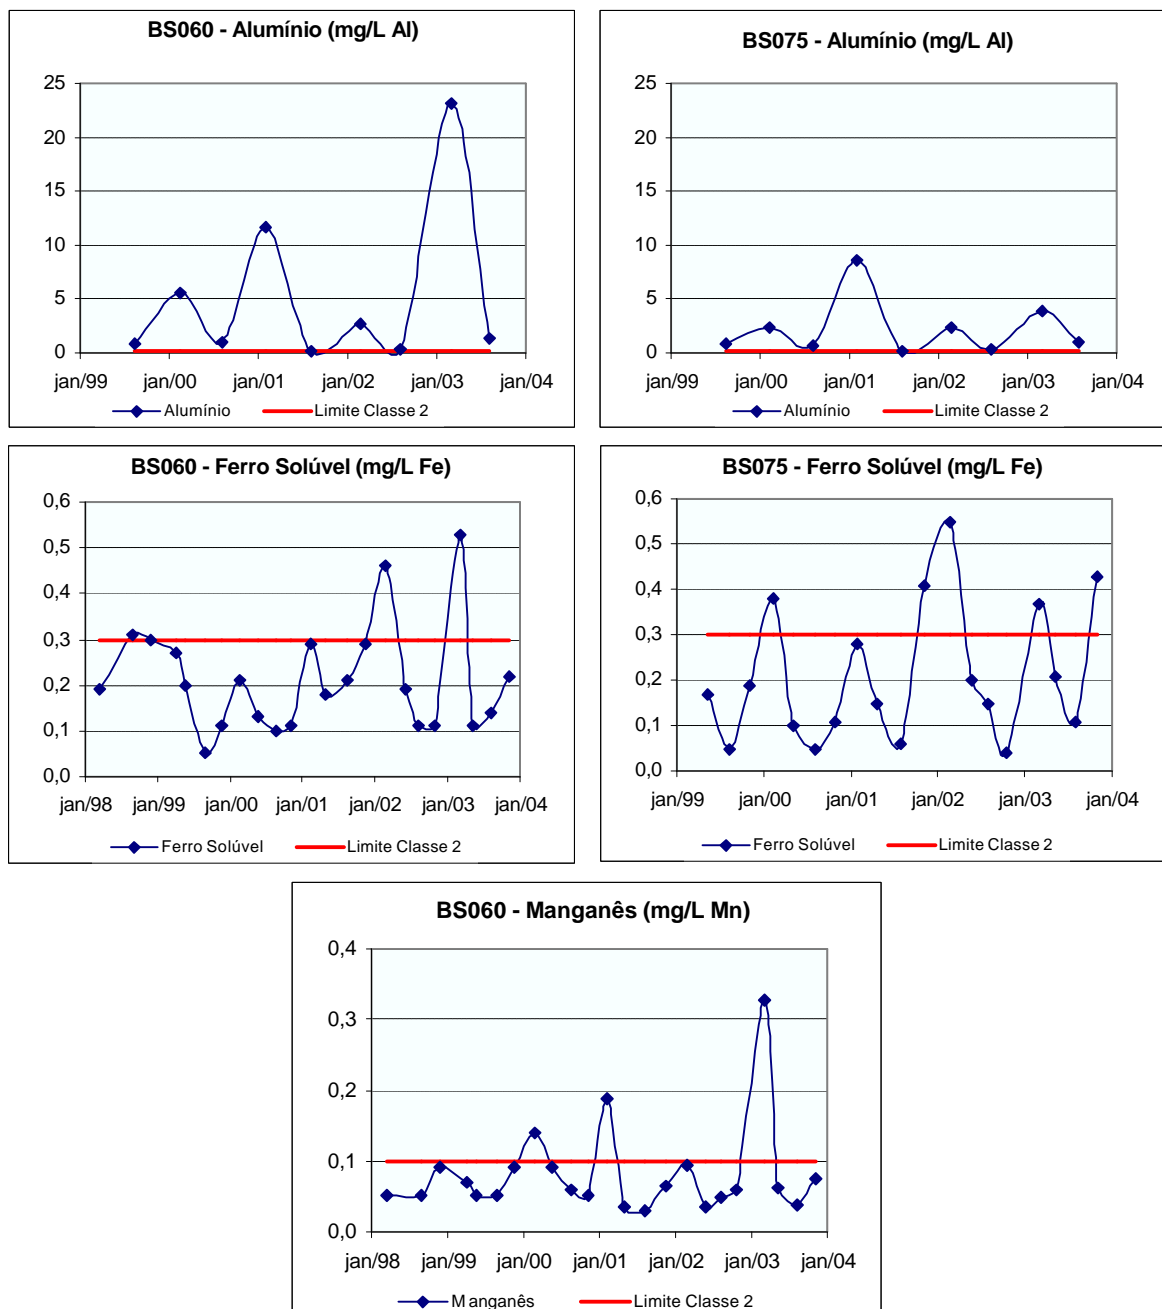 BS060 - Alumínio (mg/L Al)
25
20
15
10
5
0
jan/99 jan/00 jan/01 jan/02 jan/03 jan/04
Alumínio Limite Classe 2
BS075 - Alumínio (mg/L Al)
25
20
15
10
5
0
jan/99 jan/00 jan/01 jan/02 jan/03 jan/04
Alumínio Limite Classe 2
BS060 - Ferro Solúvel (mg/L Fe)
0,6
0,5
0,4
0,3
0,2
0,1
0,0
jan/98 jan/99 jan/00 jan/01 jan/02 jan/03 jan/04
Ferro Solúvel Limite Classe 2
BS075 - Ferro Solúvel (mg/L Fe)
0,6
0,5
0,4
0,3
0,2
0,1
0,0
jan/99 jan/00 jan/01 jan/02 jan/03 jan/04
Ferro Solúvel Limite Classe 2
BS060 - Manganês (mg/L Mn)
0,4
0,3
0,2
0,1
0,0
jan/98 jan/99 jan/00 jan/01 jan/02 jan/03 jan/04
Manganês Limite Classe 2